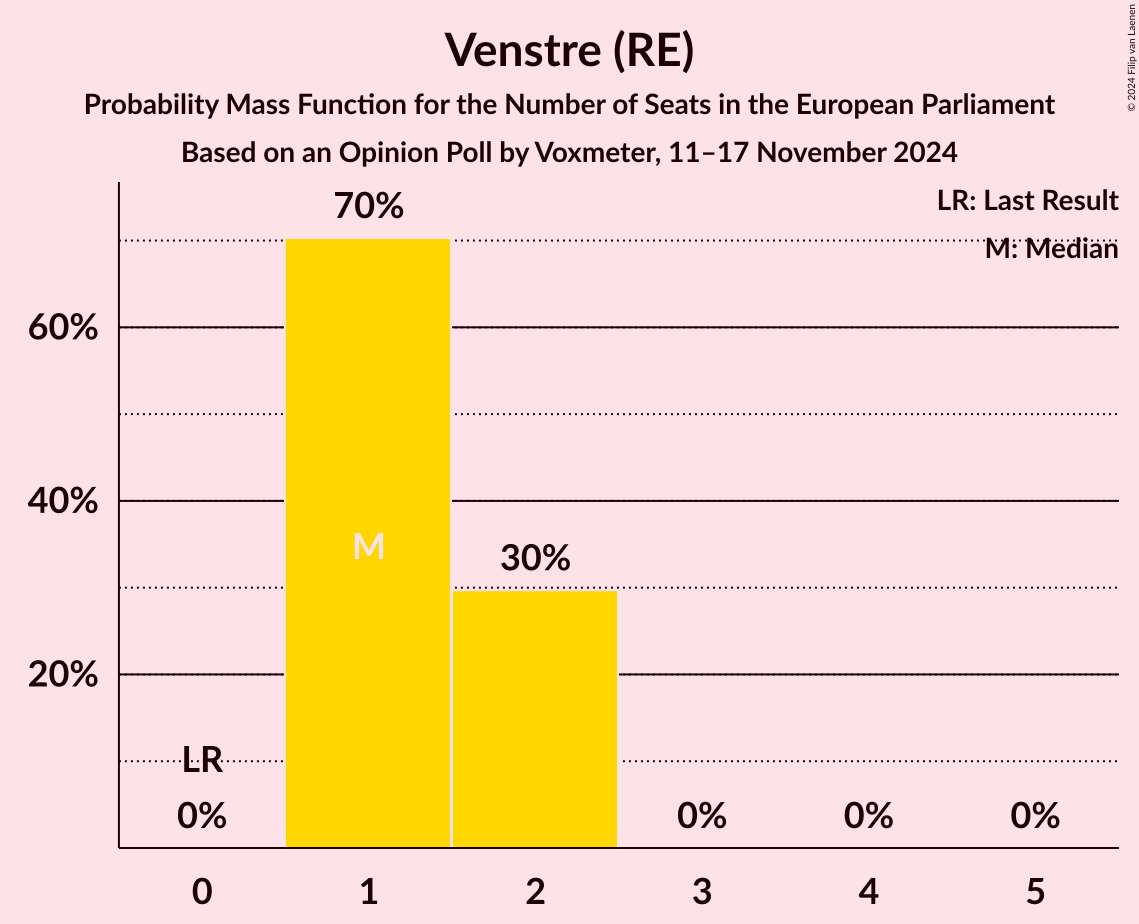 Venstre (RE)
Probability Mass Function for the Number of Seats in the European Parliament
Based on an Opinion Poll by Voxmeter, 11–17 November 2024
© 2024 Filip van Laenen
LR: Last Result
M: Median
70%
60%
40%
M
30%
20%
LR
0%
0%
0%
0%
0
1
2
3
4
5